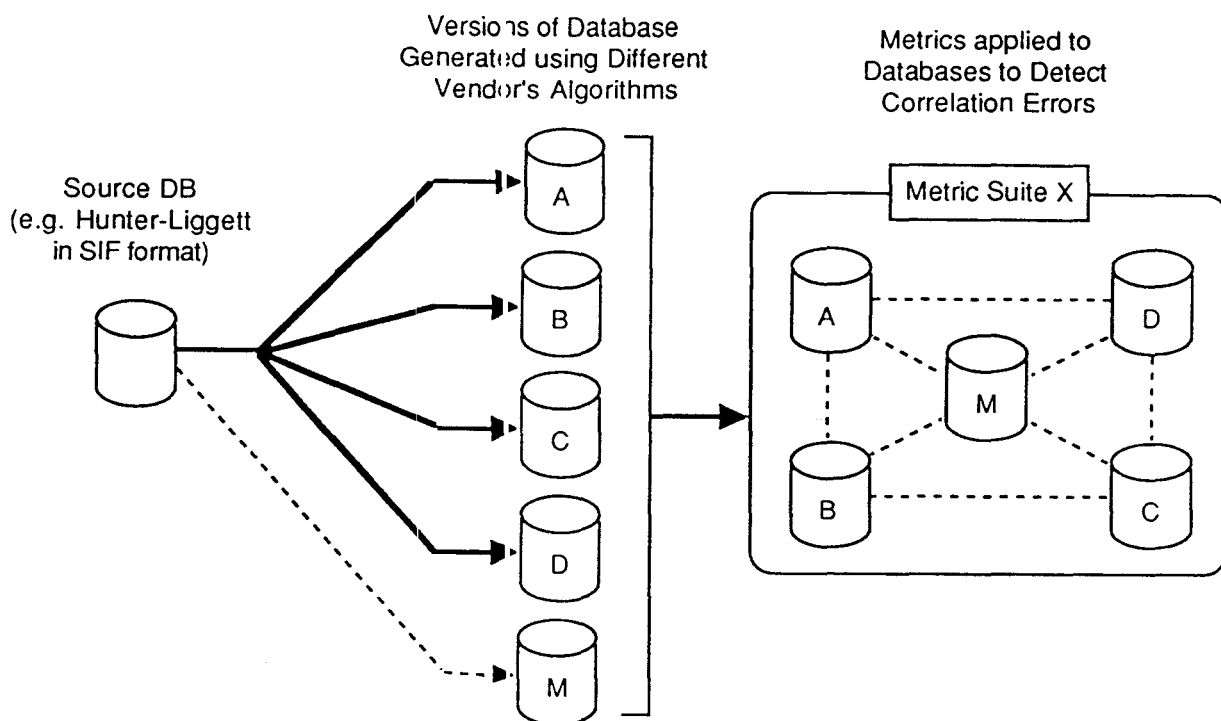 Versions of Database
Generated using Different
Vendor's Algorithms
Metrics applied to
Databases to Detect
Correlation Errors
Source DB
(e.g. Hunter-Liggett
in SIF format)
A
B
C
D
M
Metric Suite X
A
D
M
B
C